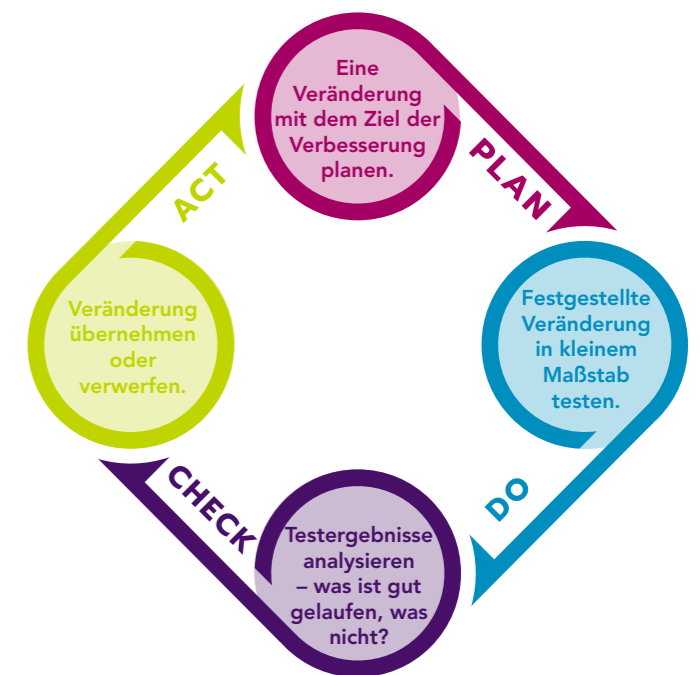 Eine
Veränderung
mit dem Ziel der
Verbesserung
planen.
PLAN
Festgestellte
Veränderung
in kleinem
Maßstab
testen.
DO
Testergebnisse
analysieren
– was ist gut
gelaufen, was
nicht?
CHECK
Veränderung
übernehmen
oder
verwerfen.
ACT